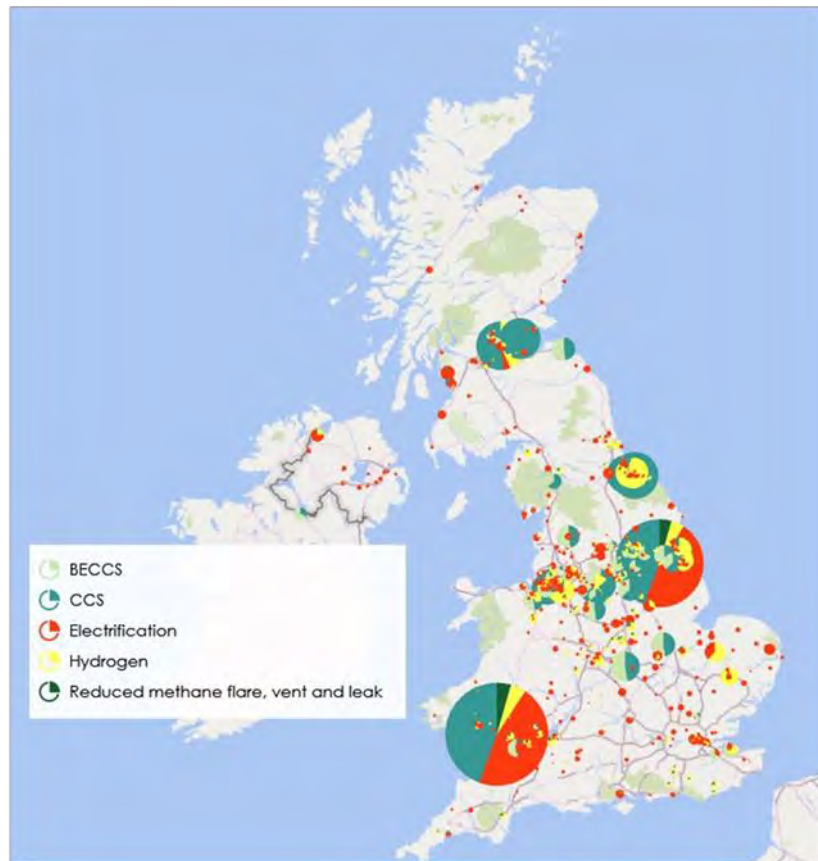 BECCS
CCS
Electrification
Hydrogen
Reduced methane flare, vent and leak